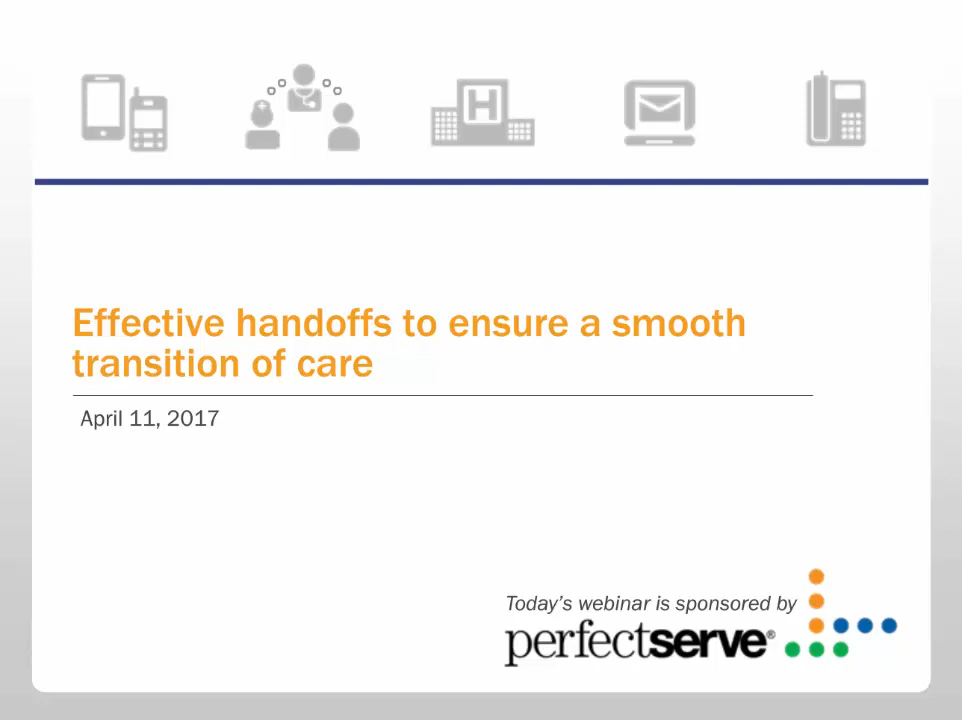 H
Effective handoffs to ensure a smooth
transition of care
April 11, 2017
Today's webinar is sponsored by
perfectserve®